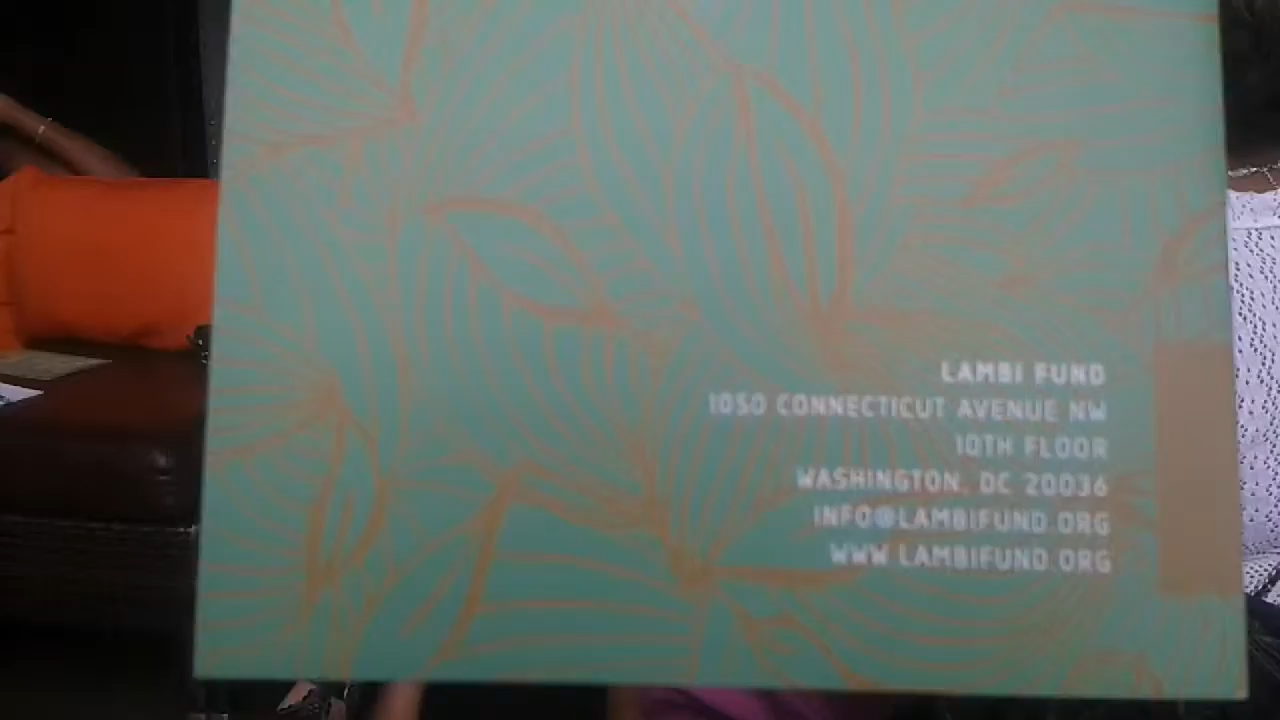 LAMBI FUND
1050 CONNECTICUT AVENUE NW
10TH FLOOR
WASHINGTON, DC 20036
INFO@LAMBIFUND.ORG
WWW.LAMBIFUND.ORG